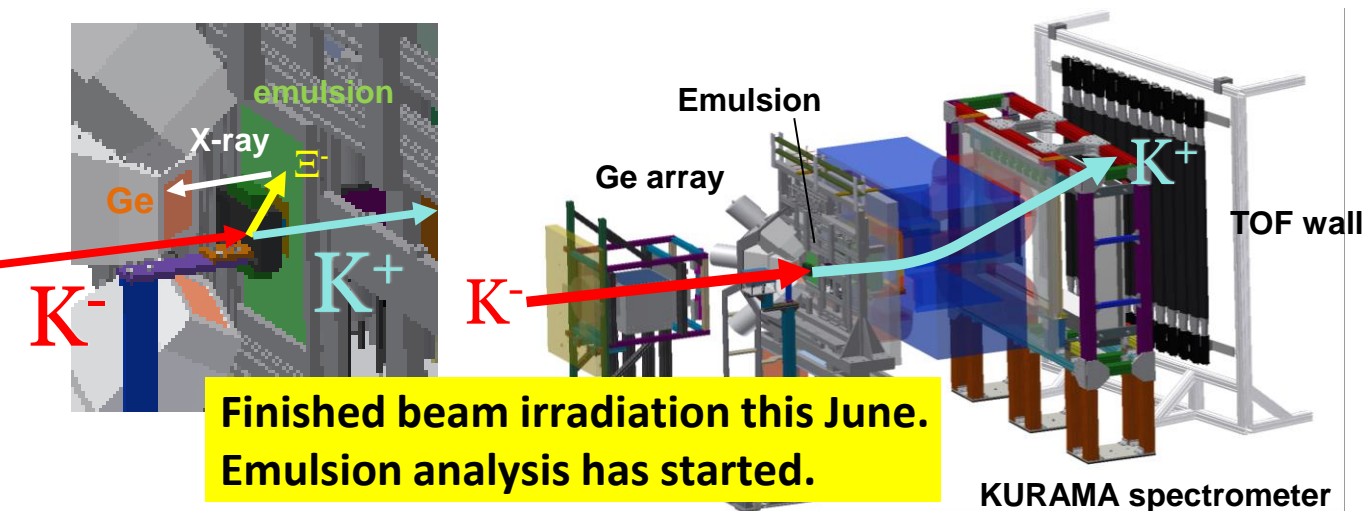 emulsion
X-ray
Ξ-
Ge
K-
K+
Emulsion
Ge array
K-
K+
TOF wall
Finished beam irradiation this June.
Emulsion analysis has started.
KURAMA spectrometer